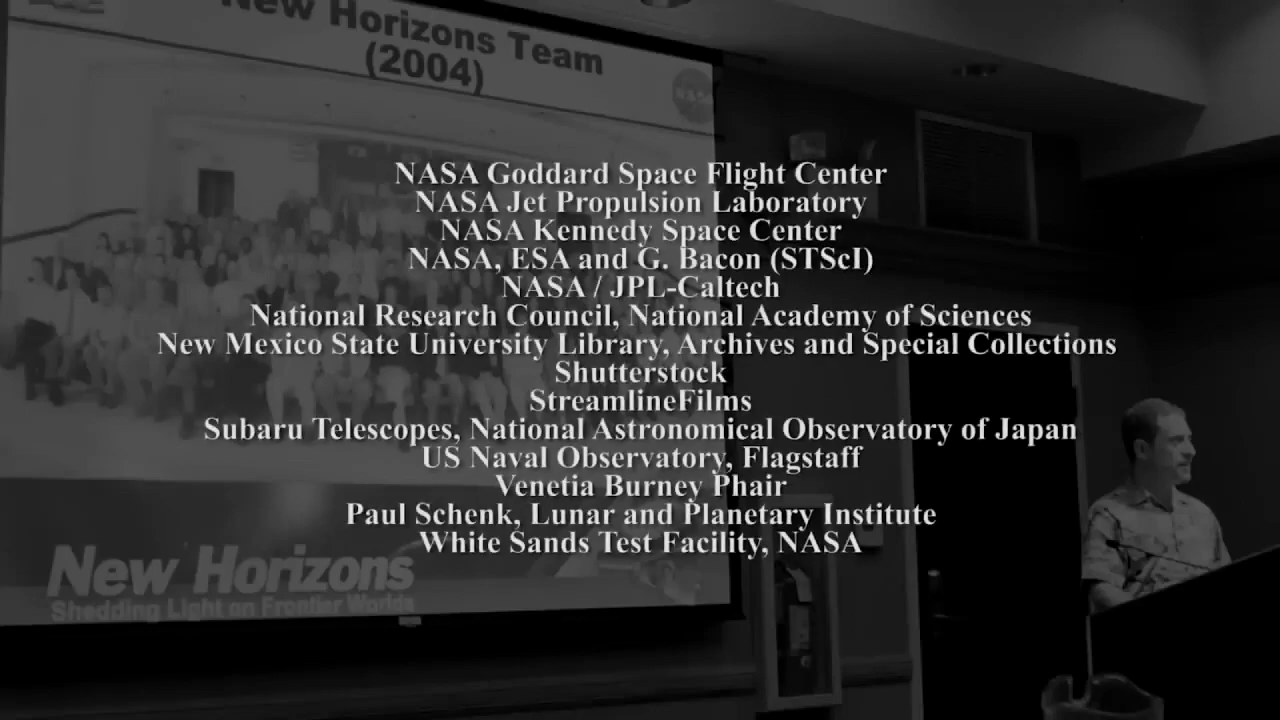 New Horizons Team
(2004)
NASA
NASA Goddard Space Flight Center
NASA Jet Propulsion Laboratory
NASA Kennedy Space Center
NASA, ESA and G. Bacon (STScI)
NASA / JPL-Caltech
National Research Council, National Academy of Sciences
New Mexico State University Library, Archives and Special Collections
Shutterstock
StreamlineFilms
Subaru Telescopes, National Astronomical Observatory of Japan
US Naval Observatory, Flagstaff
Venetia Burney Phair
Paul Schenk, Lunar and Planetary Institute
White Sands Test Facility, NASA
New Horizons
Shedding Light on Frontier Worlds